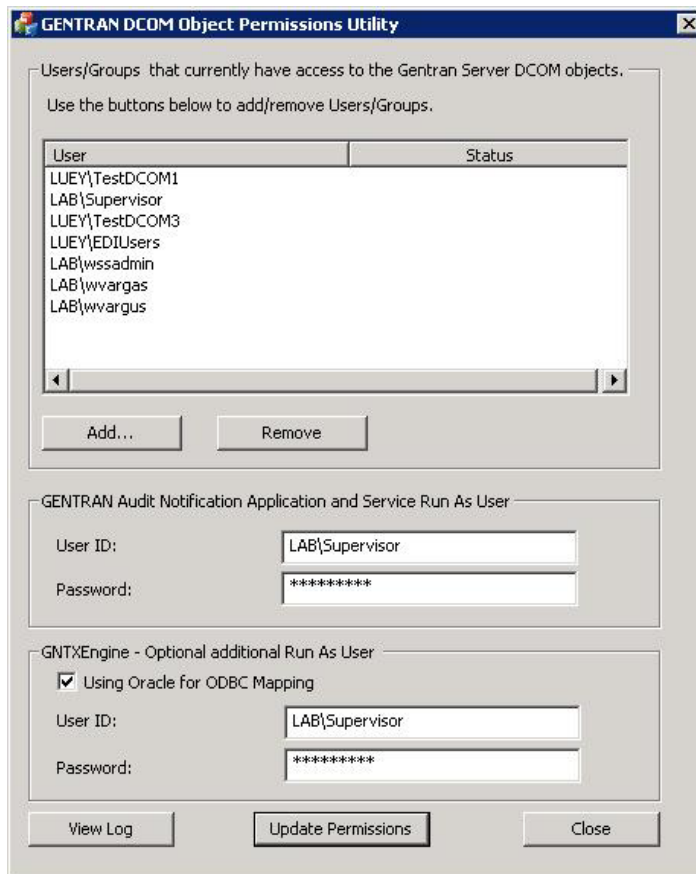 GENTRAN DCOM Object Permissions Utility
Users/Groups that currently have access to the Gentran Server DCOM objects.
Use the buttons below to add/remove Users/Groups.
User Status
LUEY\TestDCOM1
LAB\Supervisor
LUEY\TestDCOM3
LUEY\EDIUsers
LAB\wssadmin
LAB\wvargas
LAB\wvargus
Add... Remove
GENTRAN Audit Notification Application and Service Run As User
User ID: LAB\Supervisor
Password: *********
GNTXEngine - Optional additional Run As User
Using Oracle for ODBC Mapping
User ID: LAB\Supervisor
Password: *********
View Log Update Permissions Close